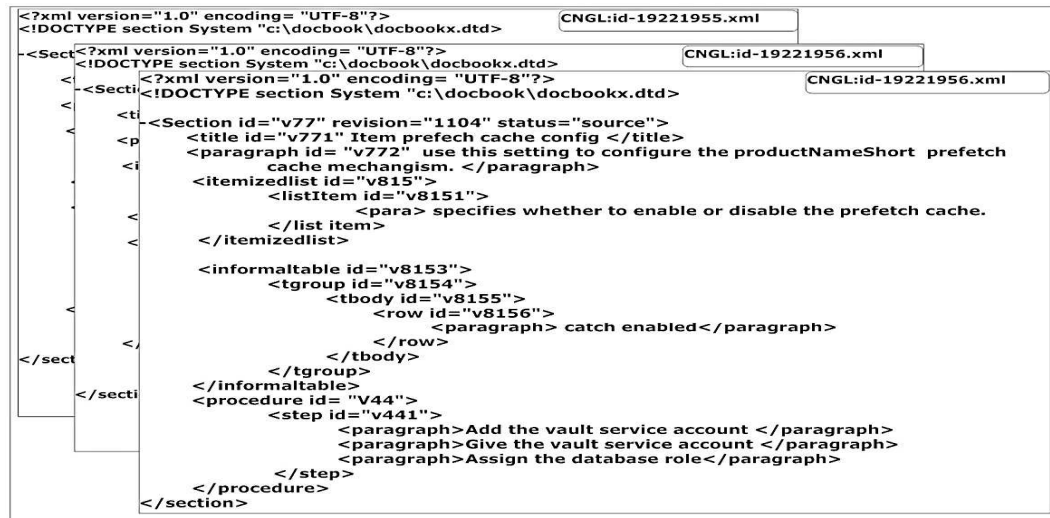 <?xml version="1.0" encoding= "UTF-8"?>
CNGL:id-19221955.xml
<!DOCTYPE section System "c:\docbook\docbookx.dtd>
-<Sect
<
<
<
</sect
<?xml version="1.0" encoding= "UTF-8"?>
CNGL:id-19221956.xml
<!DOCTYPE section System "c:\docbook\docbookx.dtd>
-<Secti
<ti
<p
<i
<
<
</
</secti
<?xml version="1.0" encoding= "UTF-8"?>
CNGL:id-19221956.xml
<!DOCTYPE section System "c:\docbook\docbookx.dtd>
-<Section id="v77" revision="1104" status="source">
<title id="v771" Item prefech cache config </title>
<paragraph id= "v772" use this setting to configure the productNameShort prefetch
cache mechangism. </paragraph>
<itemizedlist id="v815">
<listItem id="v8151">
<para> specifies whether to enable or disable the prefetch cache.
</list item>
</itemizedlist>
<informaltable id="v8153">
<tgroup id="v8154">
<tbody id="v8155">
<row id="v8156">
<paragraph> catch enabled</paragraph>
</row>
</tbody>
</tgroup>
</informaltable>
<procedure id= "V44">
<step id="v441">
<paragraph>Add the vault service account </paragraph>
<paragraph>Give the vault service account </paragraph>
<paragraph>Assign the database role</paragraph>
</step>
</procedure>
</section>